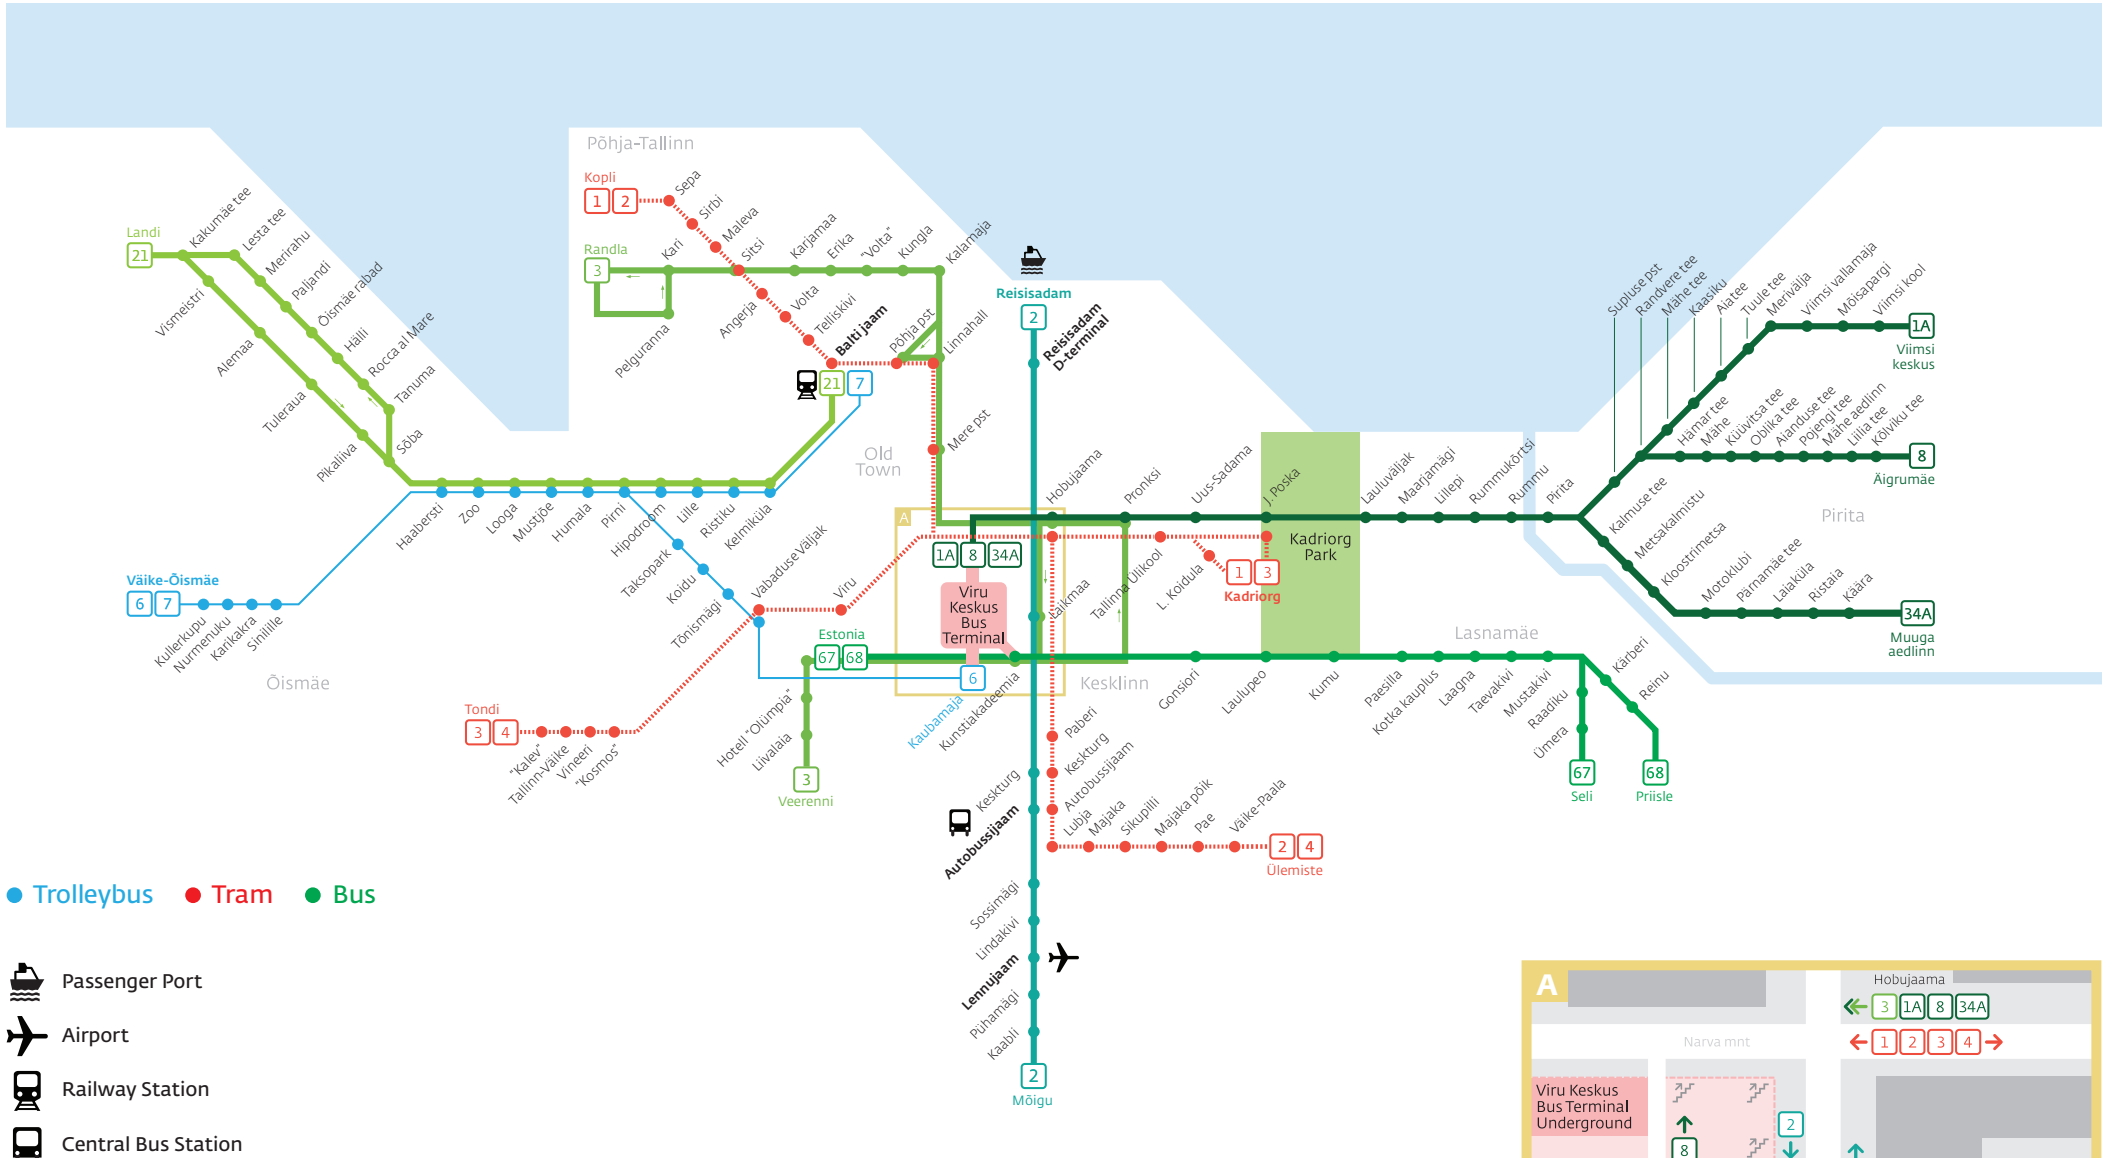 Põhja-Tallinn
Kopli
1 2
Sepa
Sirbi
Maleva
Sitsi
Angerja
Volta
Telliskivi
Balti jaam
21 7
Põhja pst
Linnahall
Mere pst
Randla
3
Kari
Pelguranna
Karjamaa
Erika
"Volta"
Kungla
Kalamaja
Landi
21
Kakumäe tee
Lesta tee
Merirahu
Paljandi
Õismäe rabad
Hälli
Rocca al Mare
Tanuma
Sõba
Vismeistri
Alemaa
Tuleraua
Pikaliiva
Haabersti
Zoo
Looga
Mustjõe
Humala
Pirni
Hipodroom
Lille
Ristiku
Kelmiküla
Taksopark
Koidu
Tõnismägi
Vabaduse Väljak
Viru
Väike-Õismäe
6 7
Kullerkupu
Nurmenuku
Karikakra
Sinilille
Õismäe
Tondi
3 4
"Kalev"
Tallinn-Väike
Vineeri
"Kosmos"
Old
Town
Estonia
67 68
Hotell "Olümpia"
Liivalaia
3
Veerenni
Reisisadam
2
Reisisadam
D-terminal
A
1A 8 34A
Viru
Keskus
Bus
Terminal
6
Kaubamaja
Kunstiakadeemia
Hobujaama
Laikmaa
Pronksi
Tallinna Ülikool
Uus-Sadama
L. Koidula
J. Poska
1 3
Kadriorg
Kadriorg
Park
Kesklinn
Lauluväljak
Maarjamägi
Lillepi
Rummukõrtsi
Rummu
Pirita
Supluse pst
Randvere tee
Mähe tee
Kaasiku
Aiatee
Tuule tee
Merivälja
Viimsi vallamaja
Mõisapargi
Viimsi kool
1A
Viimsi
keskus
Hämar tee
Mähe
Küüvitsa tee
Oblika tee
Aianduse tee
Pojengi tee
Mähe aedlinn
Liilia tee
Kõlviku tee
8
Äigrumäe
Pirita
Kalmuse tee
Metsakalmistu
Kloostrimetsa
Motoklubi
Pärnamäe tee
Laiaküla
Ristaia
Käära
34A
Muuga
aedlinn
Lasnamäe
Gonsiori
Laulupeo
Kumu
Paesilla
Kotka kauplus
Laagna
Taevakivi
Mustakivi
Raadiku
Ümera
Kärberi
Reinu
67
Seli
68
Priisle
Keskturg
Autobussijaam
Sossimägi
Lindakivi
Lennujaam
Pühamägi
Kaabli
2
Mõigu
Paberi
Keskturg
Autobussijaam
Lubja
Majaka
Sikupilli
Majaka põik
Pae
Väike-Paala
2 4
Ülemiste
Trolleybus Tram Bus
Passenger Port
Airport
Railway Station
Central Bus Station
A
Hobujaama
3 1A 8 34A
Narva mnt
1 2 3 4
Viru Keskus
Bus Terminal
Underground
8
2